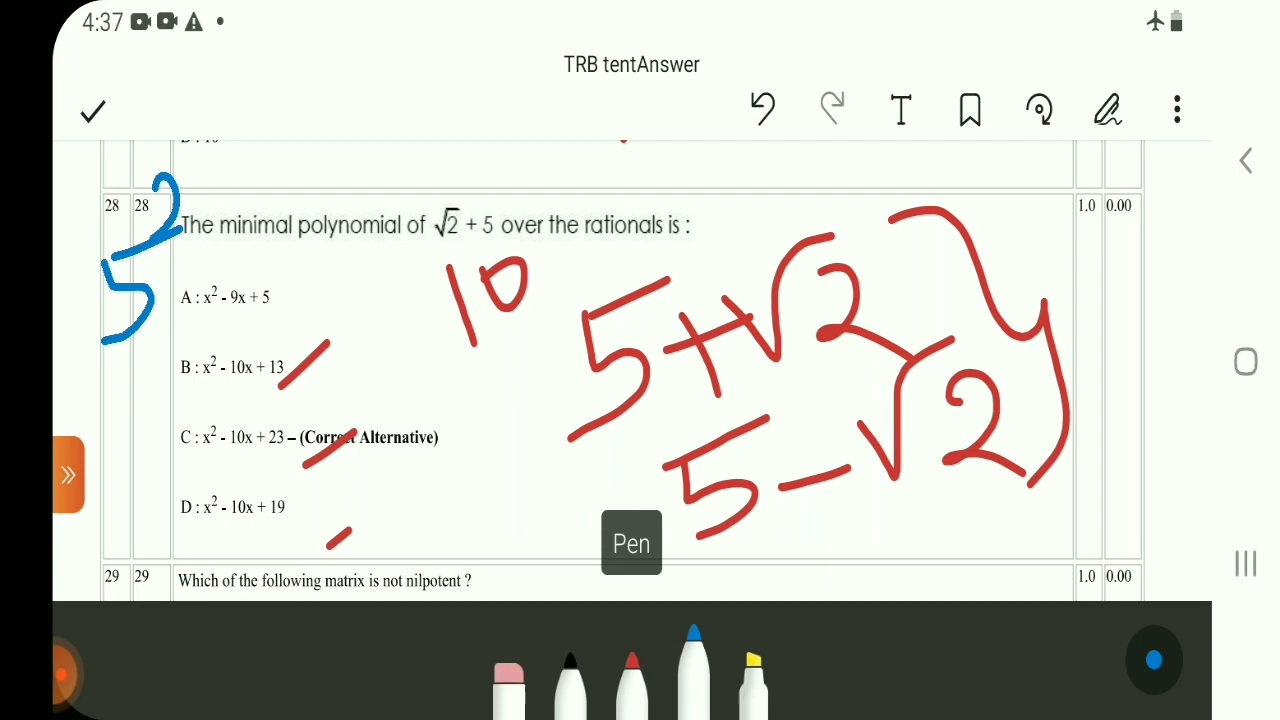 4:37
TRB tentAnswer
T
28 28 The minimal polynomial of √2 + 5 over the rationals is : 1.0 0.00
2
5
10
5+√2
5-√2
A : x² - 9x + 5
B : x² - 10x + 13
C : x² - 10x + 23 – (Correct Alternative)
D : x² - 10x + 19
Pen
29 29 Which of the following matrix is not nilpotent ? 1.0 0.00